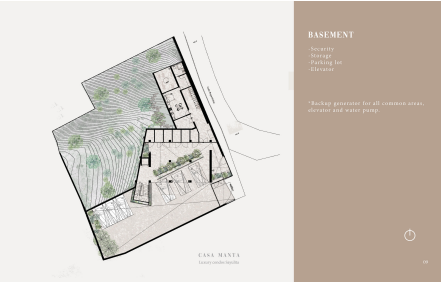 BASEMENT
-Security
-Storage
-Parking lot
-Elevator
*Backup generator for all common areas,
elevator and water pump.
CASA MANTA